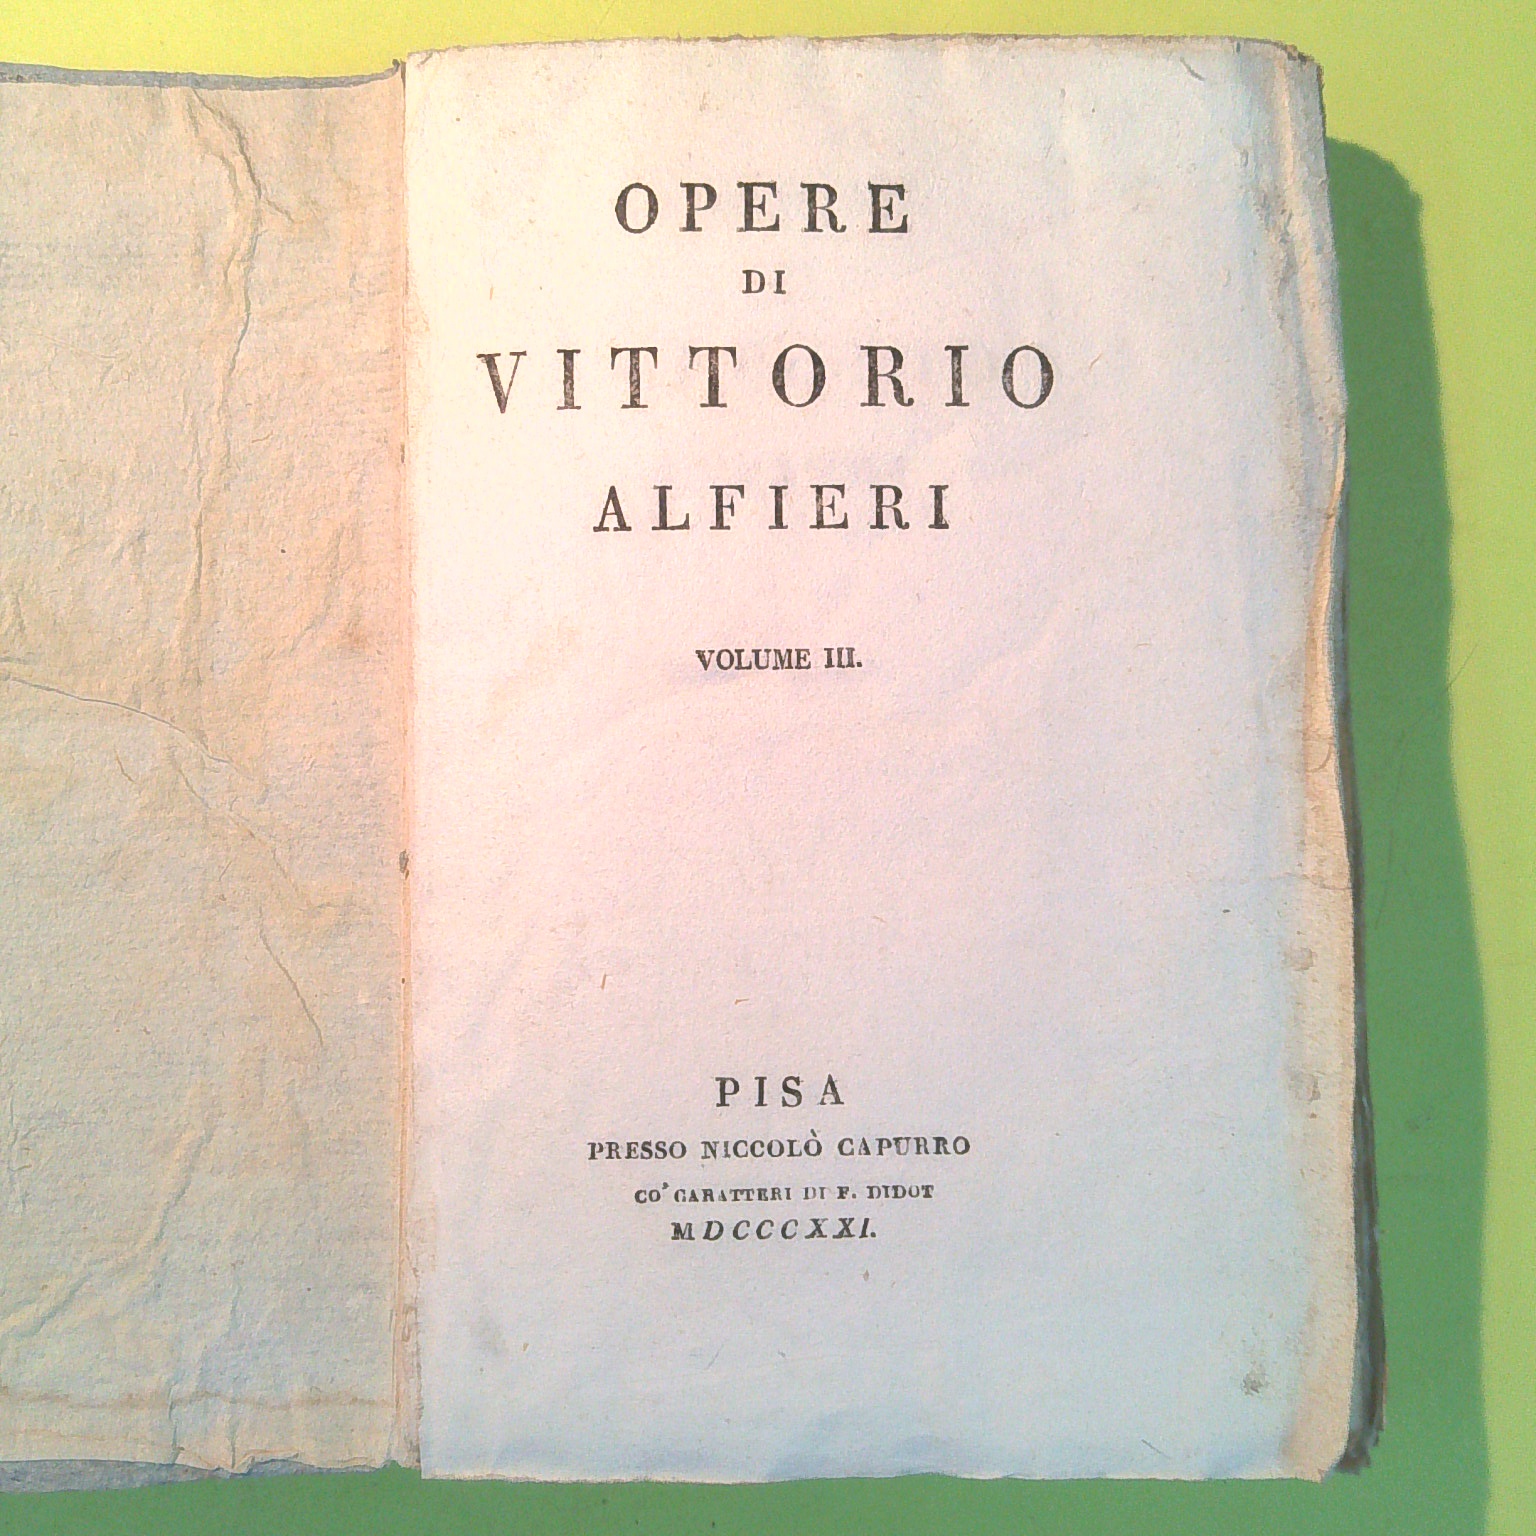 OPERE
DI
VITTORIO
ALFIERI
VOLUME III.
PISA
PRESSO NICCOLÒ CAPURRO
CO' CARATTERI DI F. DIDOT
MDCCCXXI.